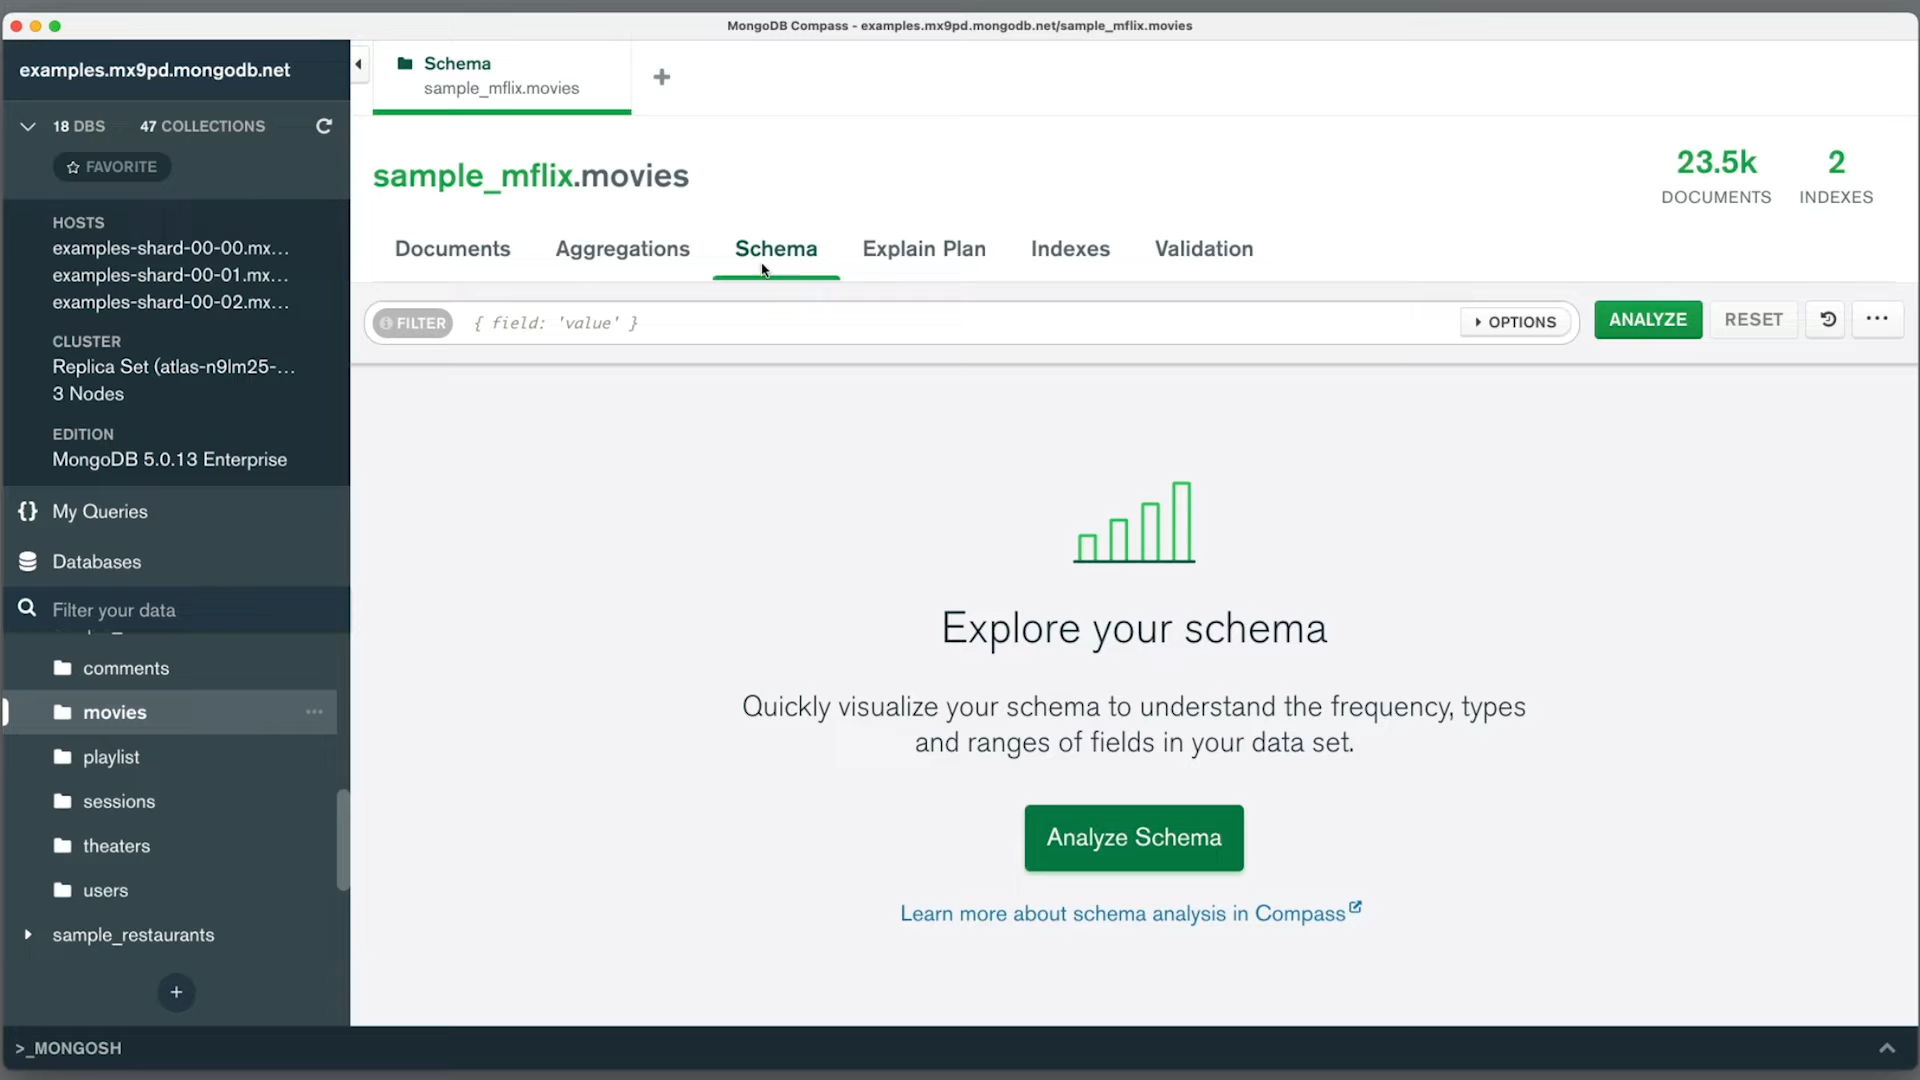 MongoDB Compass - examples.mx9pd.mongodb.net/sample_mflix.movies
examples.mx9pd.mongodb.net
18 DBS 47 COLLECTIONS
FAVORITE
HOSTS
examples-shard-00-00.mx...
examples-shard-00-01.mx...
examples-shard-00-02.mx...
CLUSTER
Replica Set (atlas-n9lm25-...
3 Nodes
EDITION
MongoDB 5.0.13 Enterprise
{} My Queries
Databases
Filter your data
comments
movies
playlist
sessions
theaters
users
sample_restaurants
+
Schema
sample_mflix.movies
+
sample_mflix.movies
23.5k
DOCUMENTS
2
INDEXES
Documents Aggregations Schema Explain Plan Indexes Validation
FILTER { field: 'value' } OPTIONS ANALYZE RESET ...
Explore your schema
Quickly visualize your schema to understand the frequency, types
and ranges of fields in your data set.
Analyze Schema
Learn more about schema analysis in Compass
>_MONGOSH